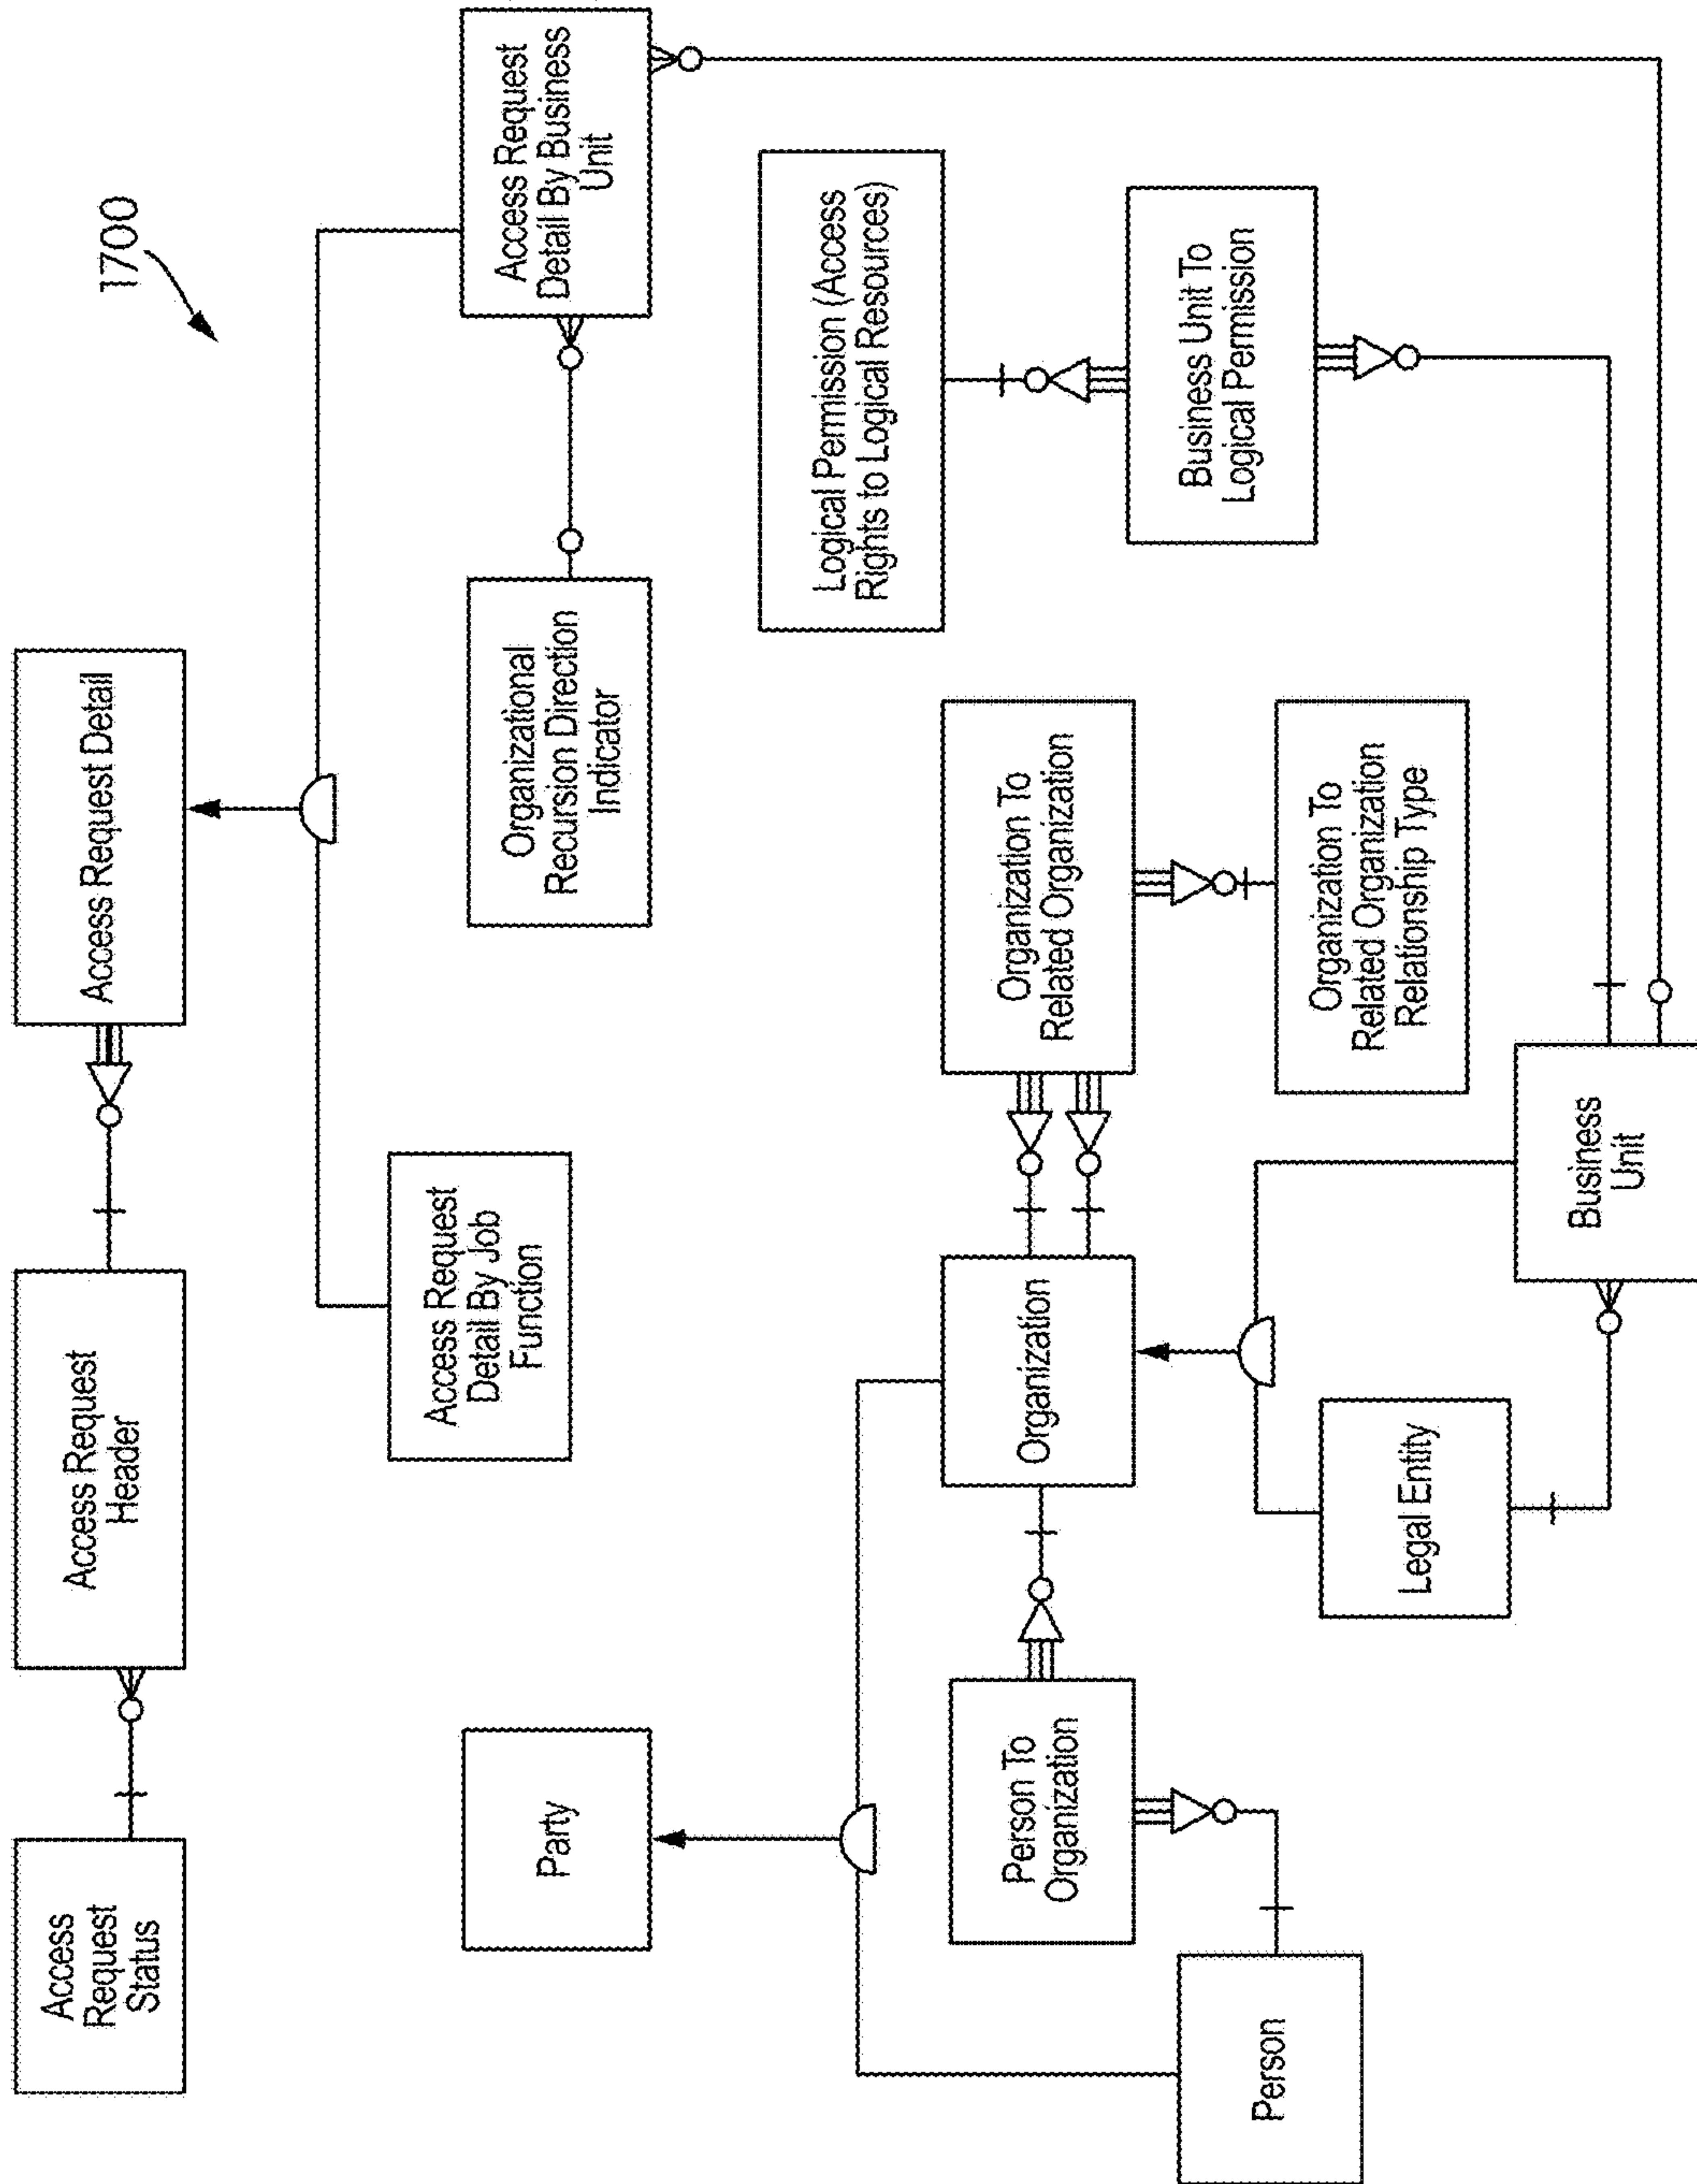 1700
Access
Request
Status
Access Request
Header
Access Request Detail
Access Request
Detail By Job
Function
Organizational
Recursion Direction
Indicator
Access Request
Detail By Business
Unit
Party
Logical Permission (Access
Rights to Logical Resources)
Person To
Organization
Organization
Organization To
Related Organization
Business Unit To
Logical Permission
Person
Legal Entity
Organization To
Related Organization
Relationship Type
Business
Unit